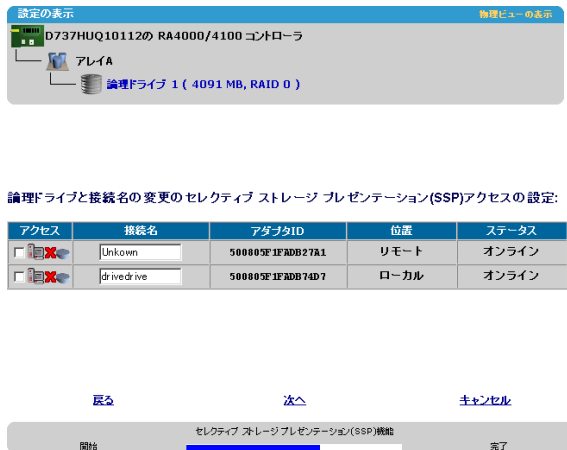 設定の表示 物理ビューの表示
D737HUQ10112の RA4000/4100 コントローラ
アレイA
論理ドライブ 1 ( 4091 MB, RAID 0 )
論理ドライブと接続名の変更のセレクティブ ストレージ プレゼンテーション(SSP)アクセスの設定:
アクセス 接続名 アダプタID 位置 ステータス
Unkown 500805F1FADB27A1 リモート オンライン
drivedrive 500805F1FADB74D7 ローカル オンライン
戻る 次へ キャンセル
セレクティブ ストレージ プレゼンテーション(SSP)機能
開始 完了